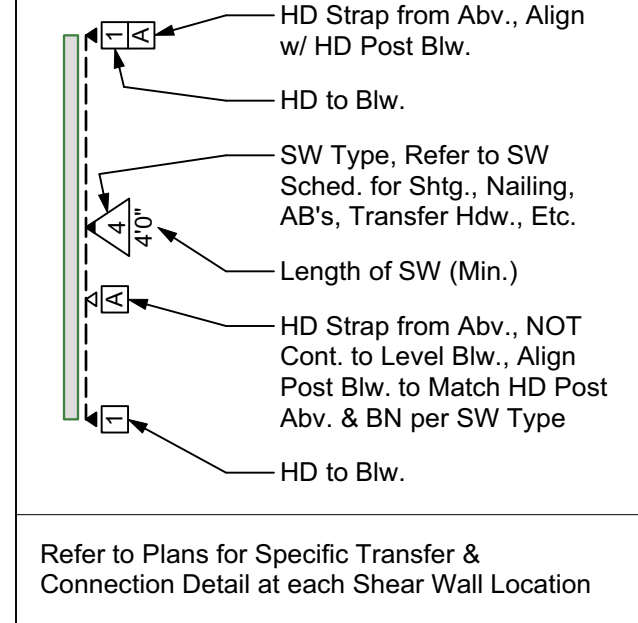 1 A
HD Strap from Abv., Align
w/ HD Post Blw.
HD to Blw.
SW Type, Refer to SW
Sched. for Shtg., Nailing,
AB's, Transfer Hdw., Etc.
4
4'0"
Length of SW (Min.)
A
HD Strap from Abv., NOT
Cont. to Level Blw., Align
Post Blw. to Match HD Post
Abv. & BN per SW Type
1
HD to Blw.
Refer to Plans for Specific Transfer &
Connection Detail at each Shear Wall Location